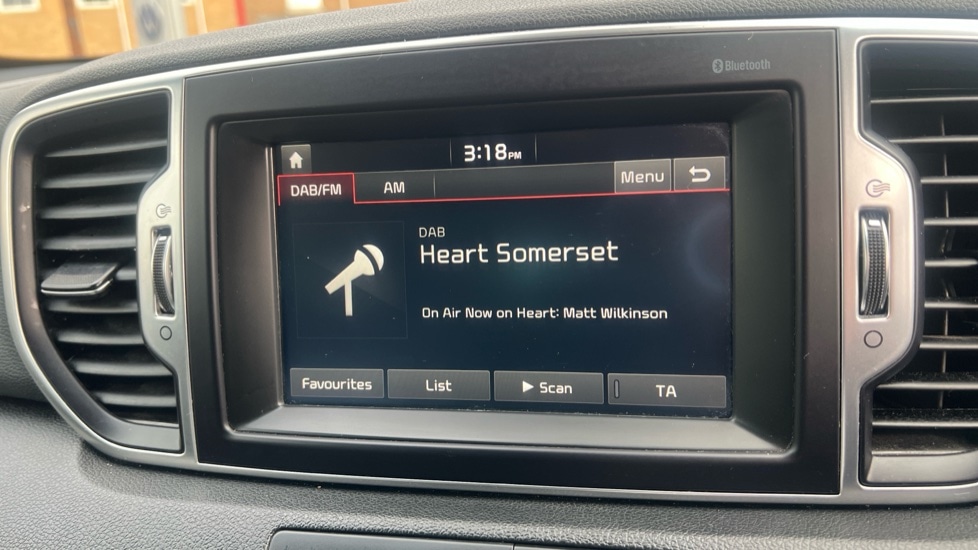 Bluetooth
3:18PM
DAB/FM AM Menu
DAB
Heart Somerset
On Air Now on Heart: Matt Wilkinson
Favourites List Scan TA